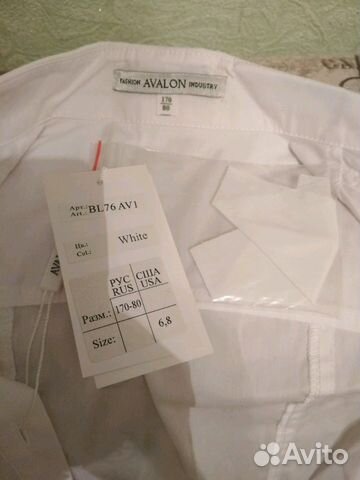 FASHION AVALON INDUSTRY
170
80
Арт.:
Art.: BL76 AV1
Цв.:
Col.: White
РУС США
RUS USA
Разм.: 170-80
6,8
Size:
Avito